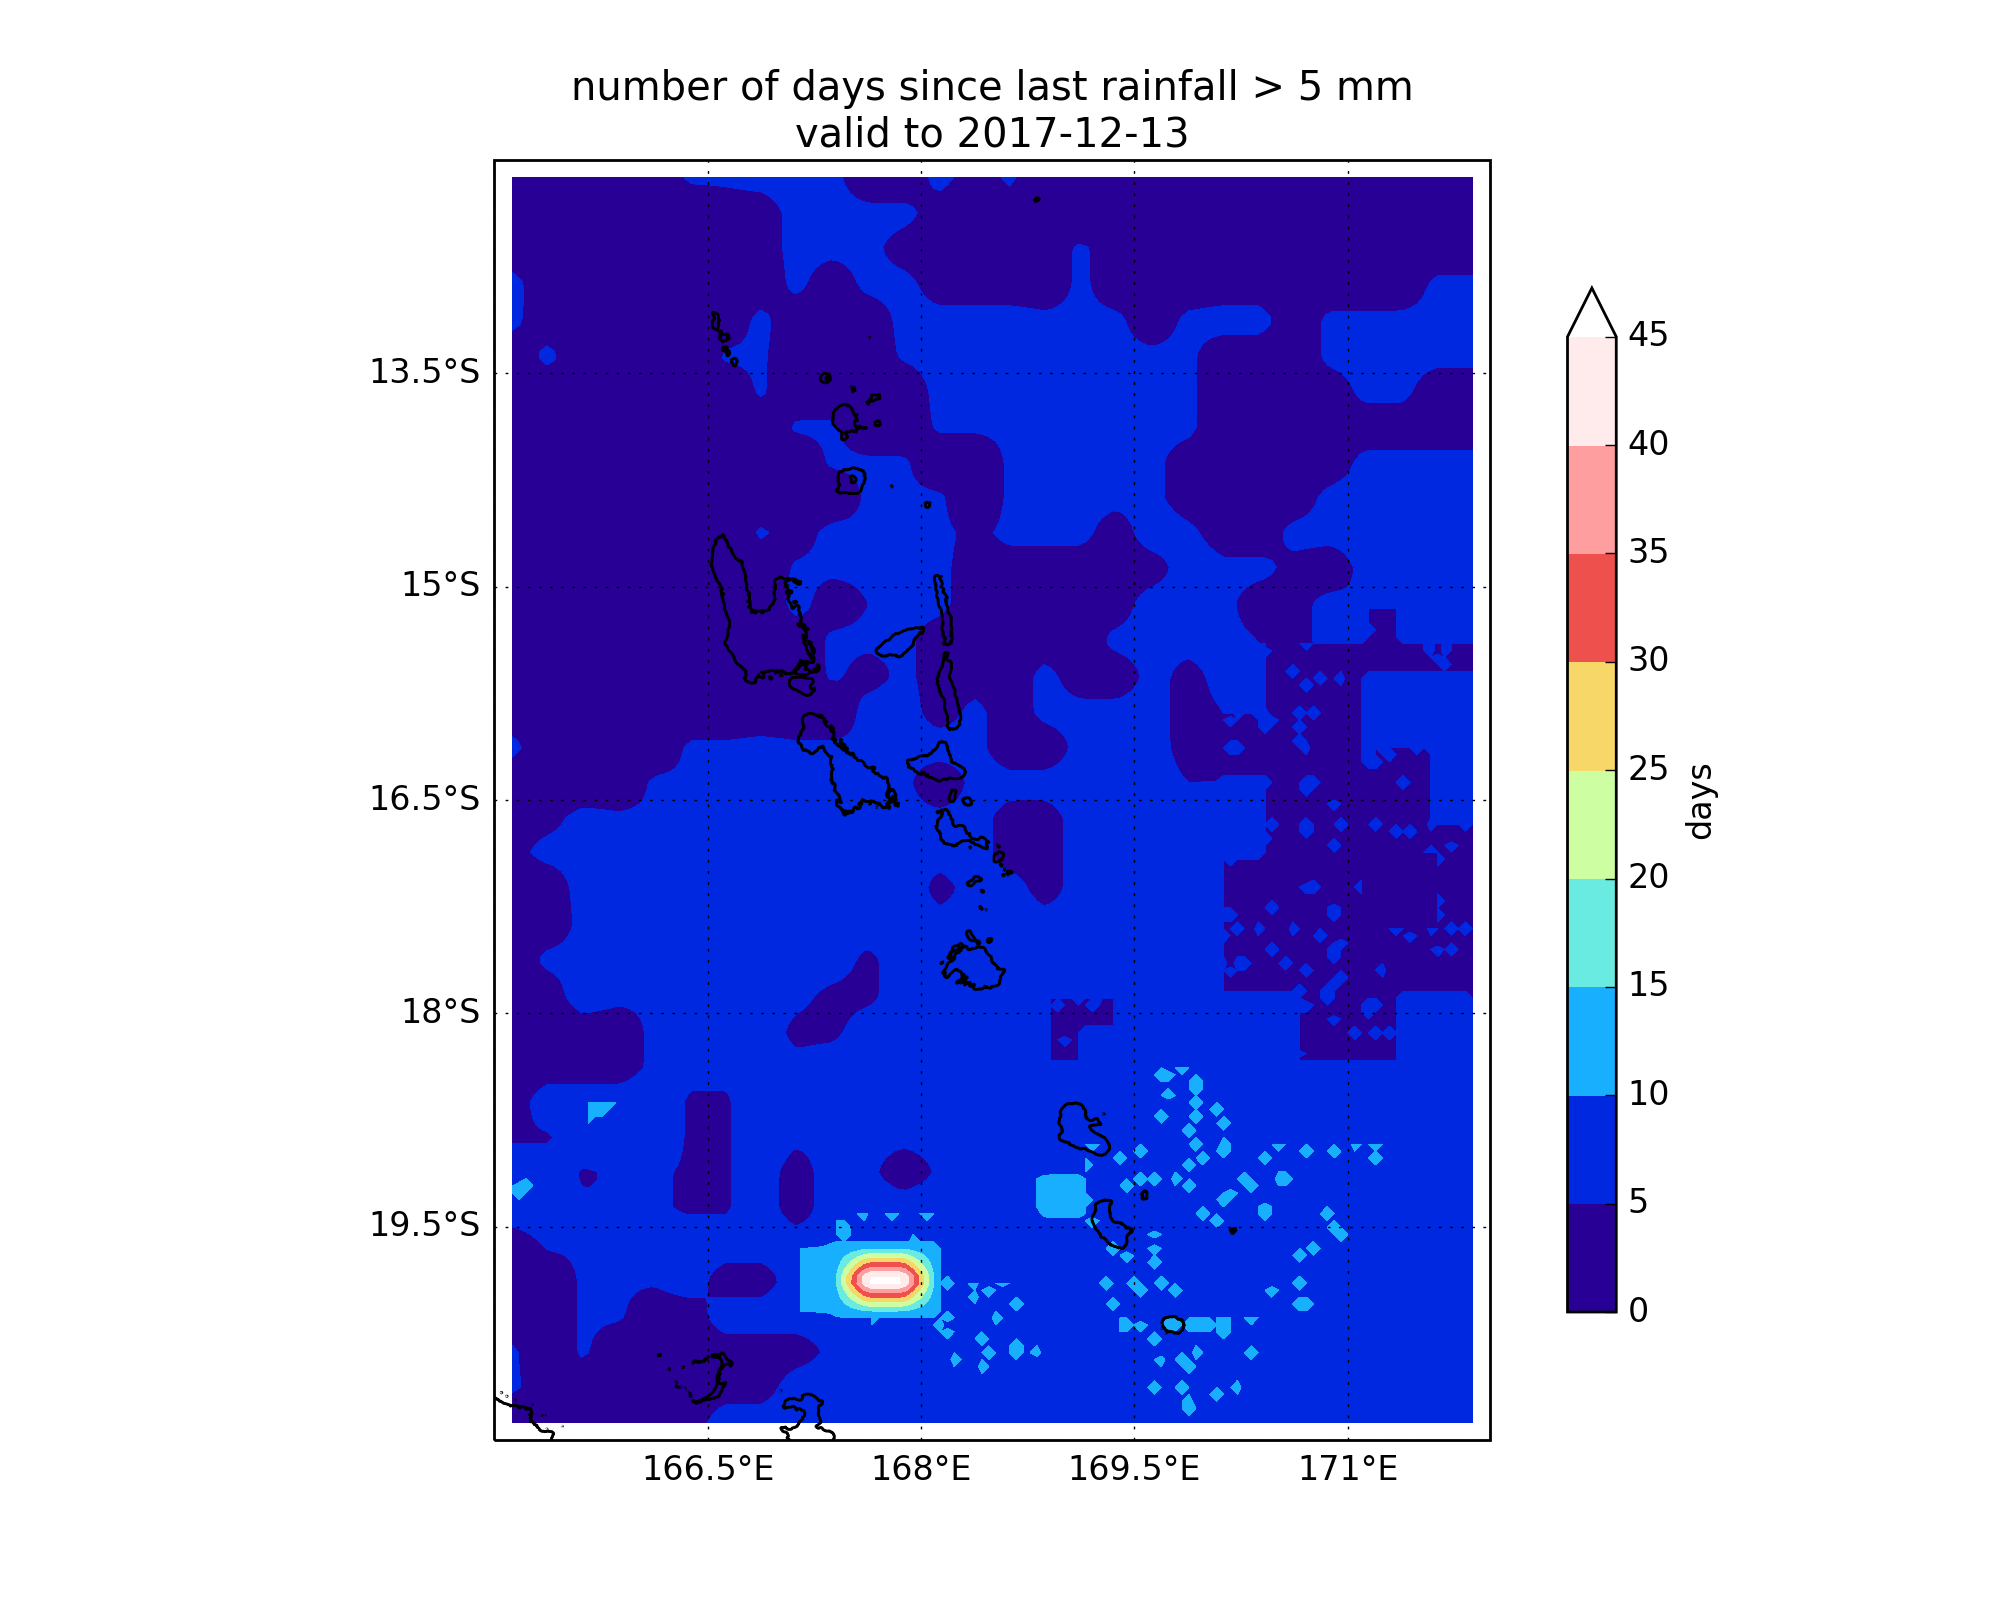 number of days since last rainfall > 5 mm
valid to 2017-12-13
13.5°S
15°S
16.5°S
18°S
19.5°S
166.5°E
168°E
169.5°E
171°E
45
40
35
30
25
20
15
10
5
0
days